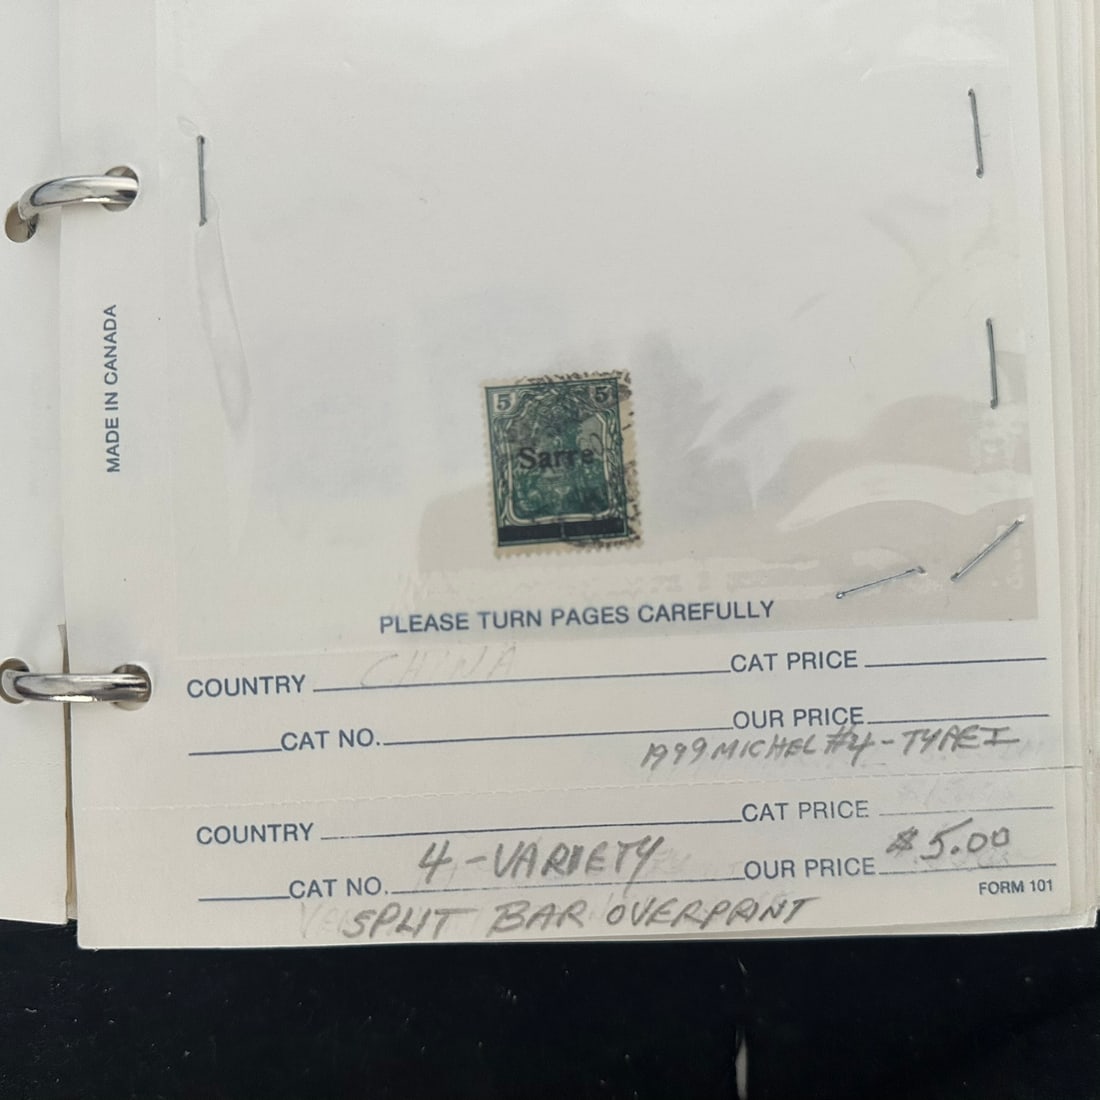 MADE IN CANADA
5 5
Sarre
PLEASE TURN PAGES CAREFULLY
COUNTRY CHINA CAT PRICE
CAT NO. OUR PRICE
1999 MICHEL #4 - TYPE I
COUNTRY CAT PRICE
CAT NO. 4 - VARIETY OUR PRICE $5.00
SPLIT BAR OVERPRINT
FORM 101